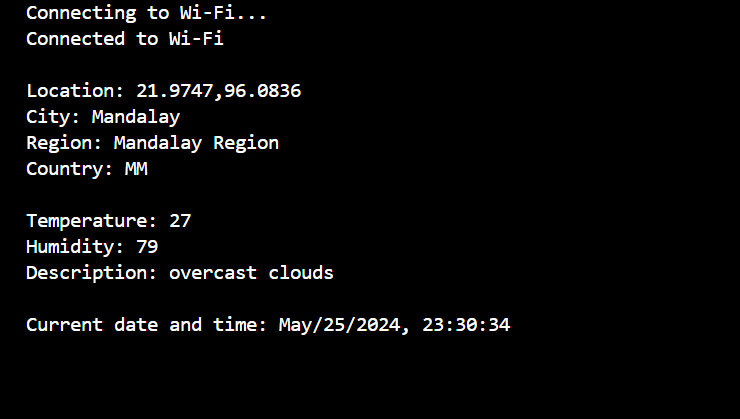 Connecting to Wi-Fi...
Connected to Wi-Fi
Location: 21.9747,96.0836
City: Mandalay
Region: Mandalay Region
Country: MM
Temperature: 27
Humidity: 79
Description: overcast clouds
Current date and time: May/25/2024, 23:30:34